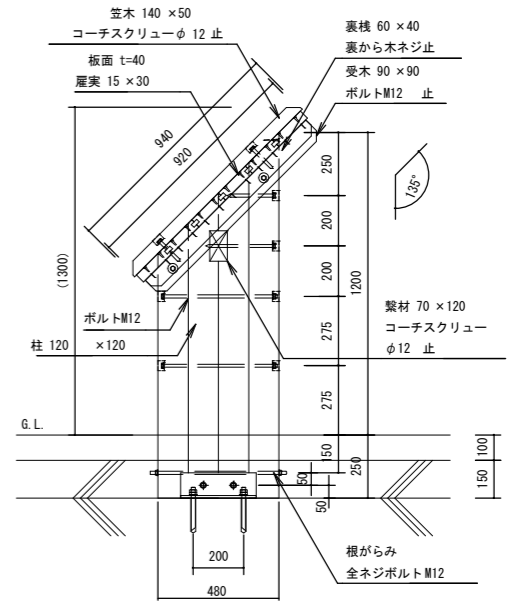 笠木 140 ×50
コーチスクリューφ 12 止
板面 t=40
雇実 15 ×30
裏桟 60 ×40
裏から木ネジ止
受木 90 ×90
ボルトM12 止
940
920
135°
250
200
200
275
275
150
1200
250
(1300)
ボルトM12
柱 120 ×120
繋材 70 ×120
コーチスクリュー
φ12 止
G.L.
100
150
50
50
200
480
根がらみ
全ネジボルトM12